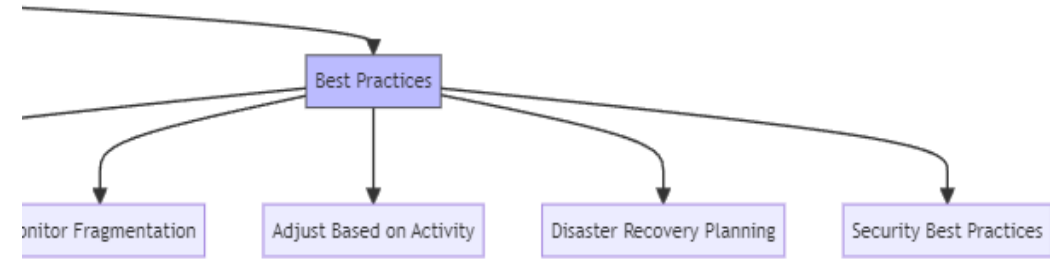 Best Practices
onitor Fragmentation
Adjust Based on Activity
Disaster Recovery Planning
Security Best Practices